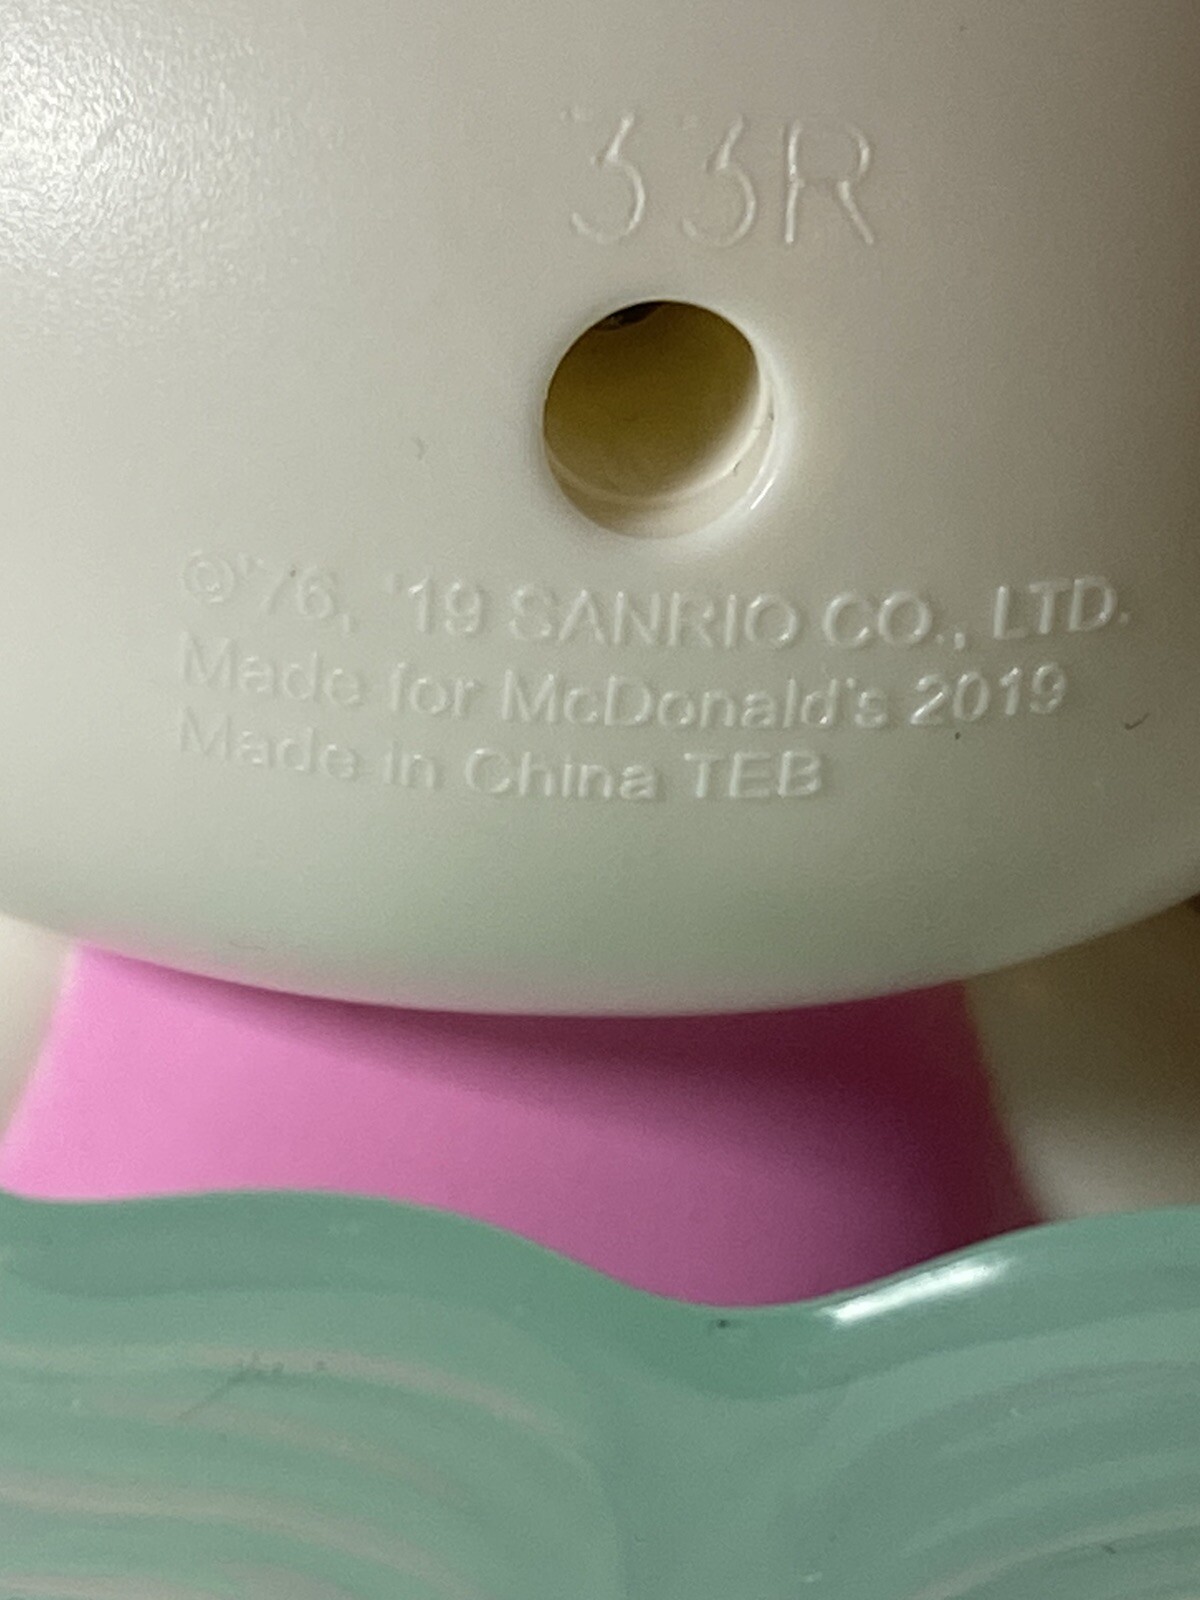 33R
©'76, '19 SANRIO CO., LTD.
Made for McDonald's 2019
Made in China TEB